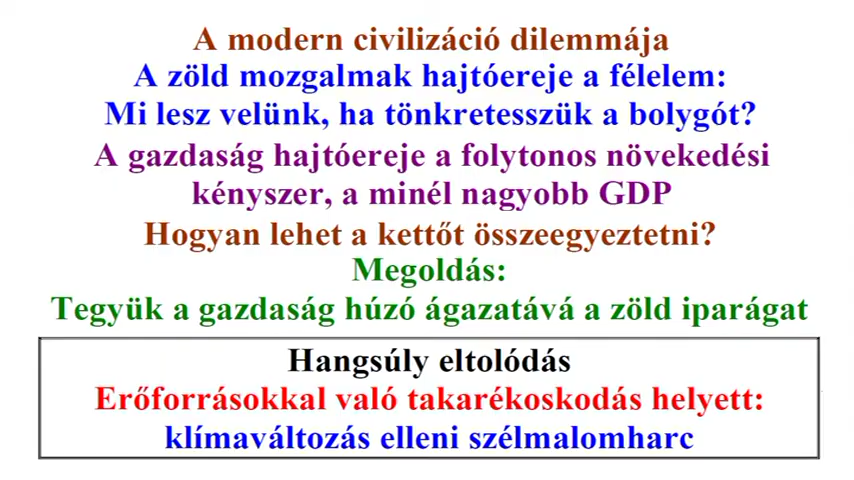 A modern civilizáció dilemmája
A zöld mozgalmak hajtóereje a félelem:
Mi lesz velünk, ha tönkretesszük a bolygót?
A gazdaság hajtóereje a folytonos növekedési
kényszer, a minél nagyobb GDP
Hogyan lehet a kettőt összeegyeztetni?
Megoldás:
Tegyük a gazdaság húzó ágazatává a zöld iparágat
Hangsúly eltolódás
Erőforrásokkal való takarékoskodás helyett:
klímaváltozás elleni szélmalomharc